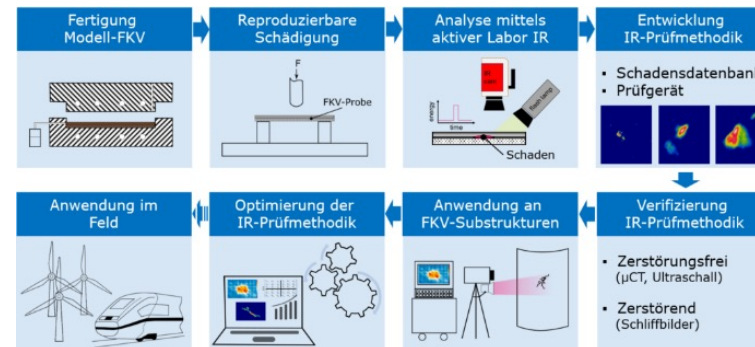 Fertigung
Modell-FKV
Reproduzierbare
Schädigung
F
FKV-Probe
Analyse mittels
aktiver Labor IR
energy
time
flash lamp
Schaden
Entwicklung
IR-Prüfmethodik
▪ Schadensdatenbank
▪ Prüfgerät
Verifizierung
IR-Prüfmethodik
▪ Zerstörungsfrei
(µCT, Ultraschall)
▪ Zerstörend
(Schliffbilder)
Anwendung an
FKV-Substrukturen
Optimierung der
IR-Prüfmethodik
Anwendung im
Feld